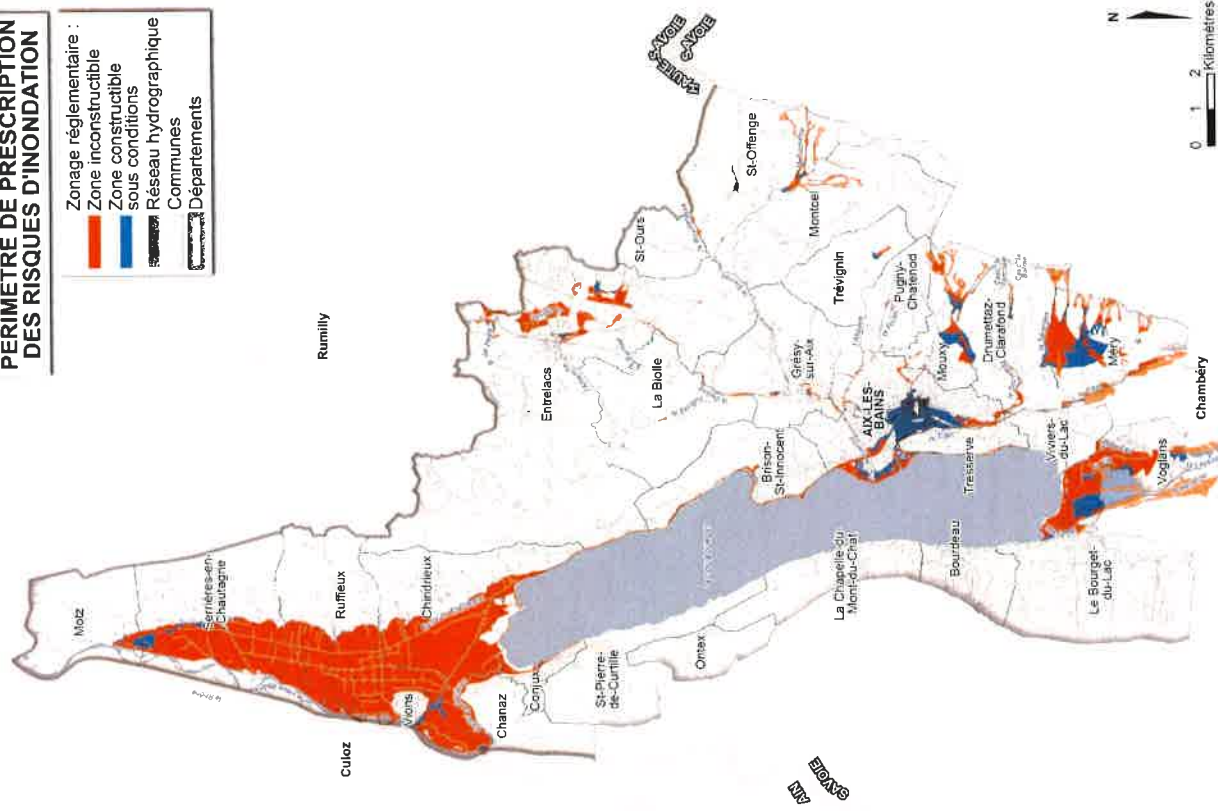 PERIMETRE DE PRESCRIPTION
DES RISQUES D'INONDATION
Zonage réglementaire :
Zone inconstructible
Zone constructible
sous conditions
Réseau hydrographique
Communes
Départements
HAUTE-SAVOIE
SAVOIE
N
0 1 2
Kilomètres
Rumilly
St-Offenge
St-Ours
Montcel
Trévignin
Pugny-
Chatenod
Entrelacs
La Biolle
Grésy-
sur-Aix
Mouxy
Drumettaz-
Clarafond
Méry
AIX-LES-
BAINS
Chambéry
Brison-
St-Innocent
Tresserve
Viviers-
du-Lac
Voglans
Motz
Serrières-en-
Chautagne
Ruffieux
Chindrieux
La Chapelle-du
Mont-du-Chat
Bourdeau
Le Bourget-
du-Lac
le Rhône
Vions
Chanaz
Conjux
St-Pierre-
de-Curtille
Ontex
Culoz
AIN
SAVOIE